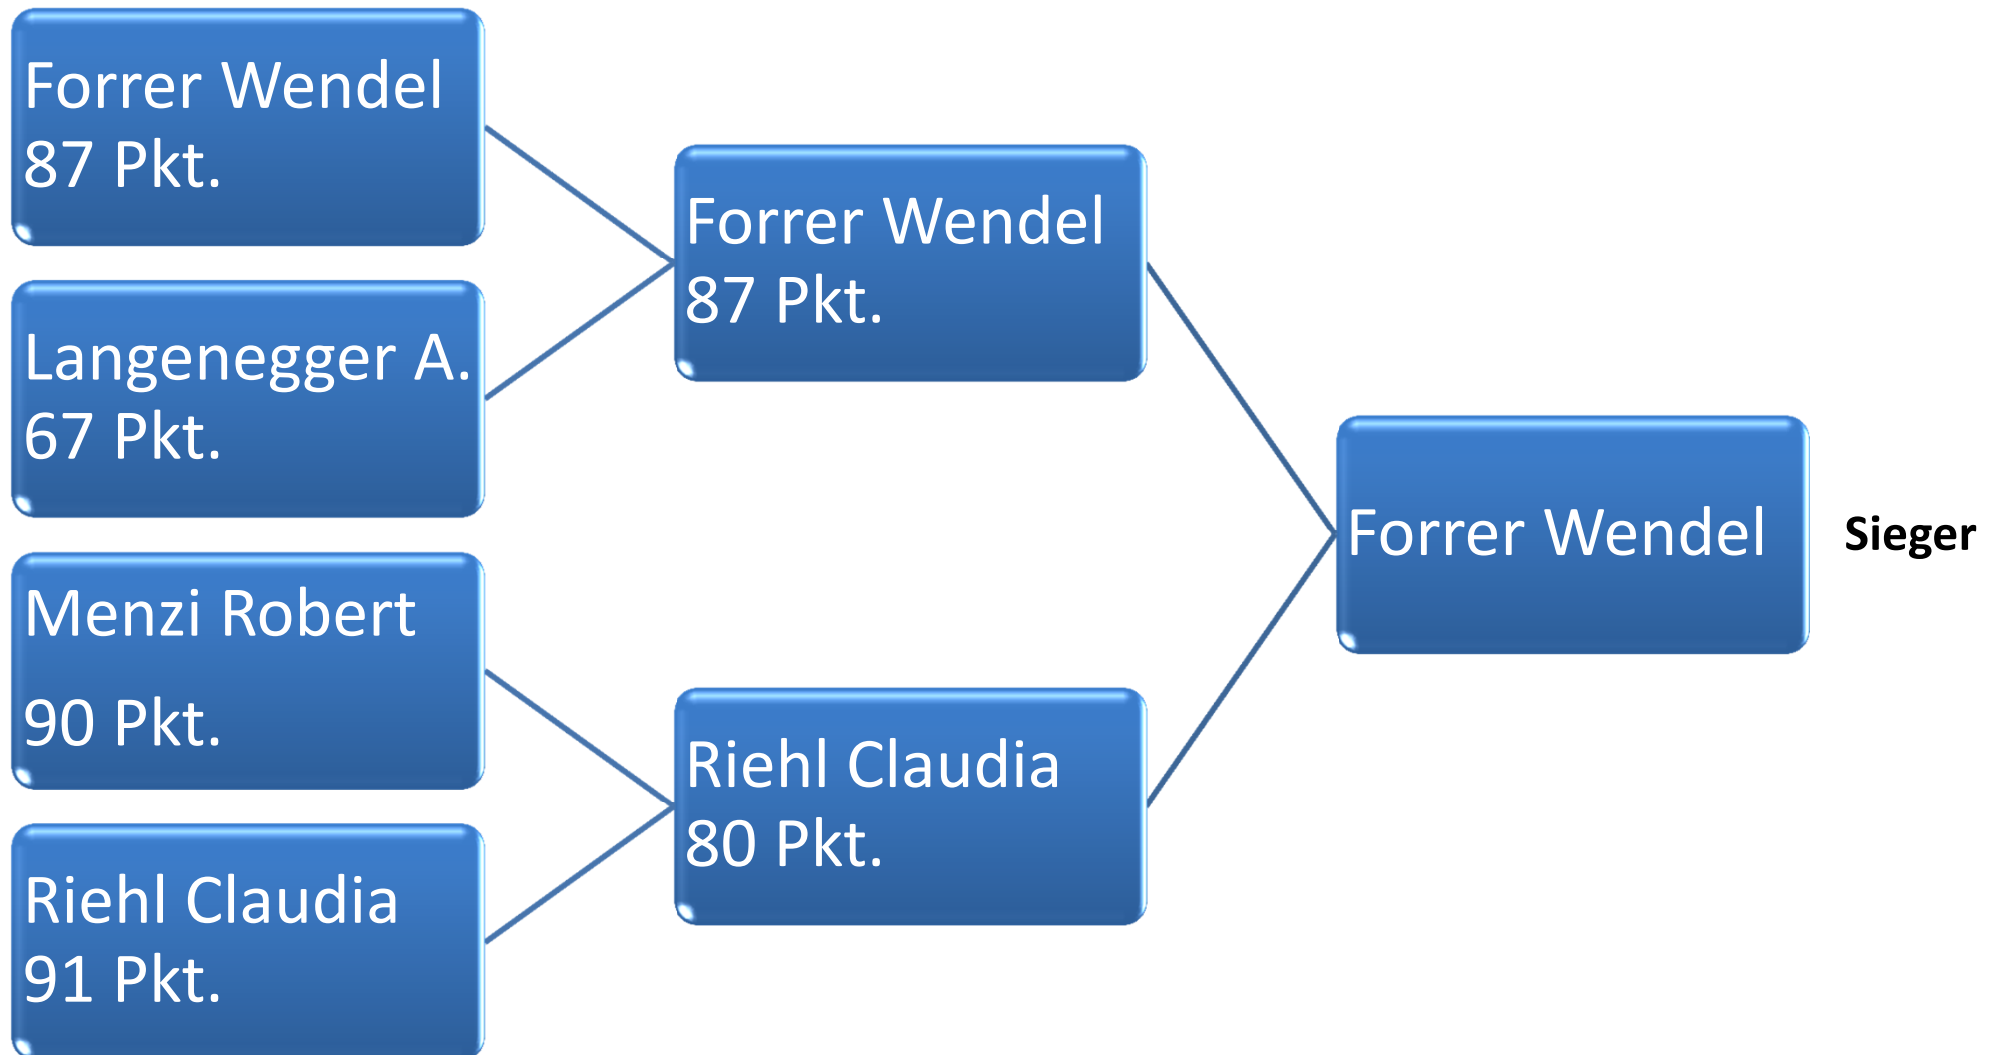 Forrer Wendel
87 Pkt.
Langenegger A.
67 Pkt.
Menzi Robert
90 Pkt.
Riehl Claudia
91 Pkt.
Forrer Wendel
87 Pkt.
Riehl Claudia
80 Pkt.
Forrer Wendel
Sieger